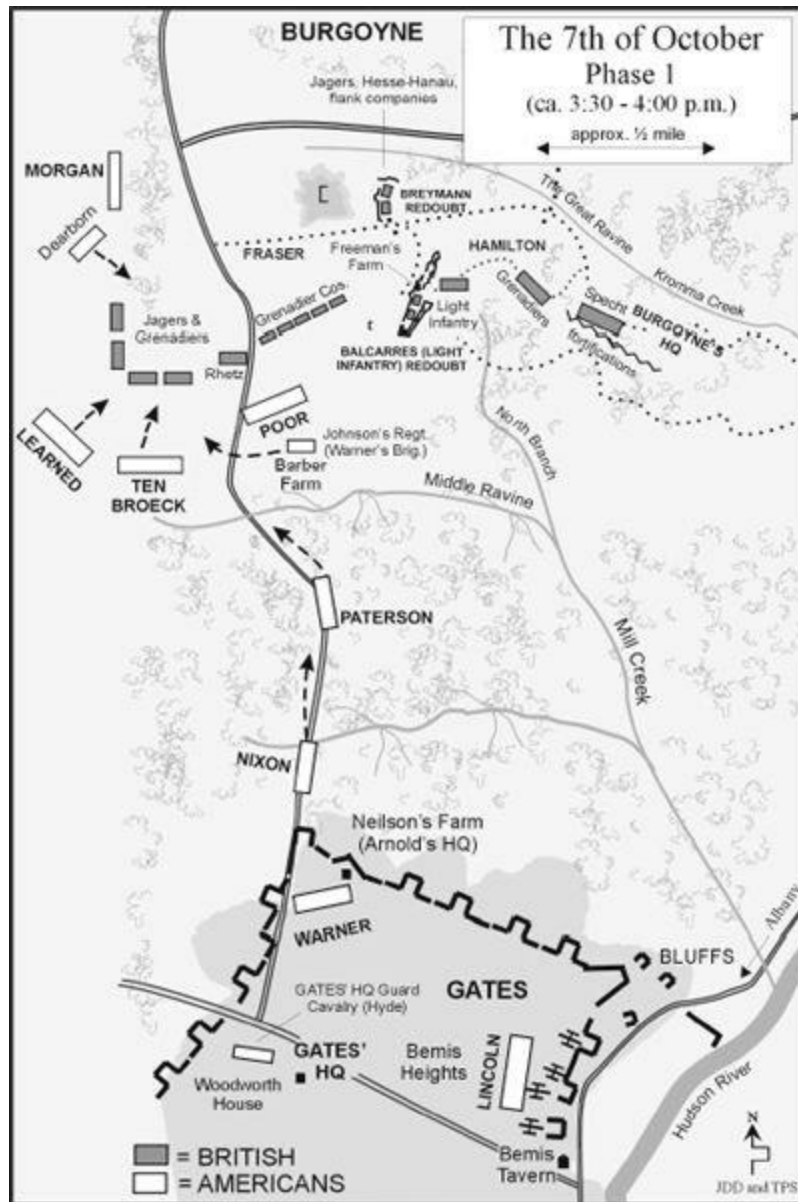 BURGOYNE
The 7th of October
Phase 1
(ca. 3:30 - 4:00 p.m.)
approx. ½ mile
Jagers, Hesse-Hanau,
flank companies
MORGAN
Dearborn
BREYMANN
REDOUBT
The Great Ravine
Kromma Creek
FRASER
Freeman's
Farm
HAMILTON
Grenadier Cos.
Light
Infantry
Grenadiers
Specht
BURGOYNE'S
HQ
fortifications
Jagers &
Grenadiers
Rhetz
t
BALCARRES (LIGHT
INFANTRY) REDOUBT
POOR
LEARNED
TEN
BROECK
Johnson's Regt.
(Warner's Brig.)
Barber
Farm
North Branch
Middle Ravine
PATERSON
Mill Creek
NIXON
Neilson's Farm
(Arnold's HQ)
WARNER
Albany
BLUFFS
GATES
GATES' HQ Guard
Cavalry (Hyde)
GATES'
HQ
Woodworth
House
Bemis
Heights
LINCOLN
Hudson River
Bemis
Tavern
N
JDD and TPS
= BRITISH
= AMERICANS